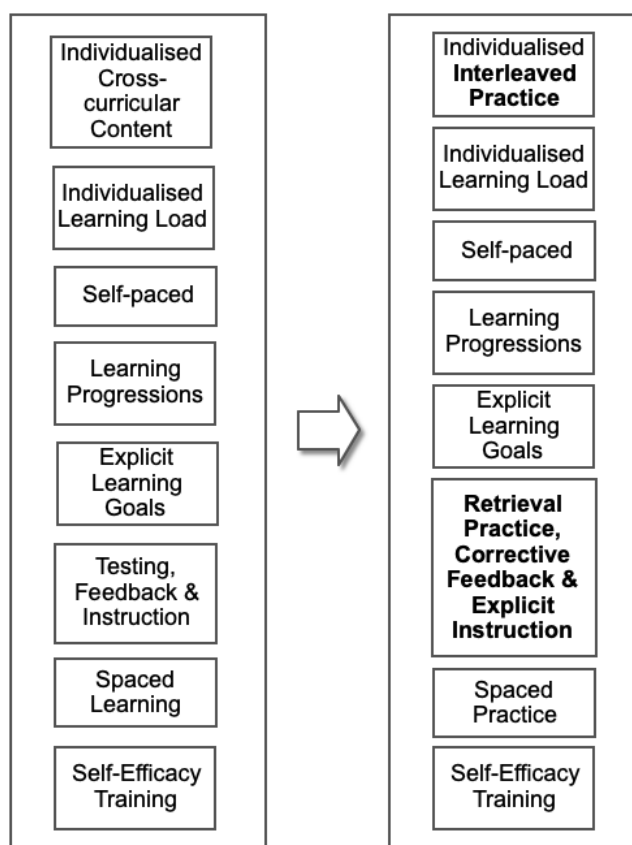 Individualised
Cross-
curricular
Content
Individualised
Learning Load
Self-paced
Learning
Progressions
Explicit
Learning
Goals
Testing,
Feedback &
Instruction
Spaced
Learning
Self-Efficacy
Training
Individualised
Interleaved
Practice
Individualised
Learning Load
Self-paced
Learning
Progressions
Explicit
Learning
Goals
Retrieval
Practice,
Corrective
Feedback &
Explicit
Instruction
Spaced
Practice
Self-Efficacy
Training